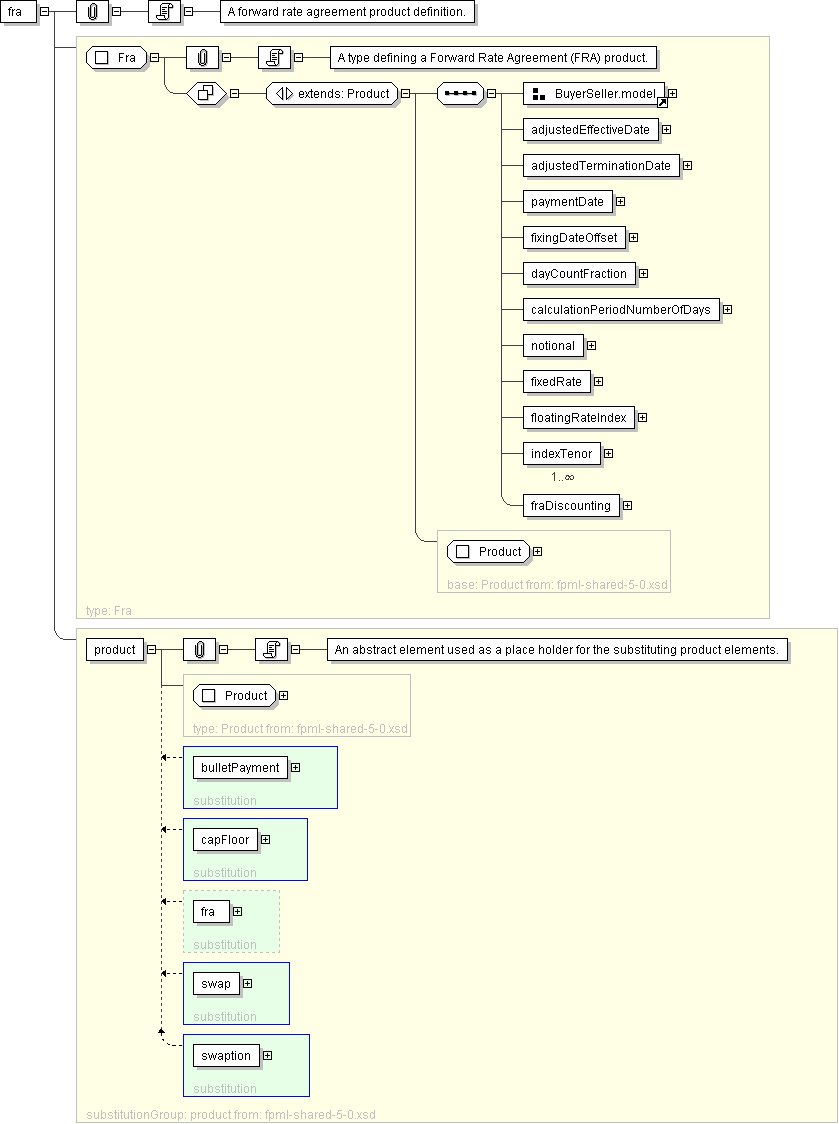 fra
A forward rate agreement product definition.
Fra
A type defining a Forward Rate Agreement (FRA) product.
extends: Product
BuyerSeller.model
adjustedEffectiveDate
adjustedTerminationDate
paymentDate
fixingDateOffset
dayCountFraction
calculationPeriodNumberOfDays
notional
fixedRate
floatingRateIndex
indexTenor
1..∞
fraDiscounting
Product
base: Product from: fpml-shared-5-0.xsd
type: Fra
product
An abstract element used as a place holder for the substituting product elements.
Product
type: Product from: fpml-shared-5-0.xsd
bulletPayment
substitution
capFloor
substitution
fra
substitution
swap
substitution
swaption
substitution
substitutionGroup: product from: fpml-shared-5-0.xsd